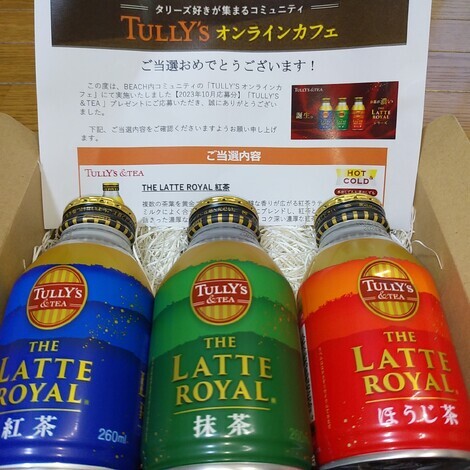 タリーズ好きが集まるコミュニティ
TULLY's オンラインカフェ
ご当選おめでとうございます!
この度は、BEACH内コミュニティの「TULLY'S オンラインカ
フェ」にて実施いたしました【2023年10月応募分】「TULLY'S
&TEA 」プレゼントにご応募いただき、誠にありがとうござい
ました。
下記、ご当選内容をご確認くださいますようお願い申し上げ
ます。
誕生
LATTE
ROYAL
ご当選内容
TULLY'S &TEA
HOT
COLD
THE LATTE ROYAL 紅茶
TULLY'S
&TEA
THE
LATTE
ROYAL
紅茶
260ml
TULLY'S
&TEA
THE
LATTE
ROYAL
抹茶
TULLY'S
&TEA
THE
LATTE
ROYAL
ほうじ茶